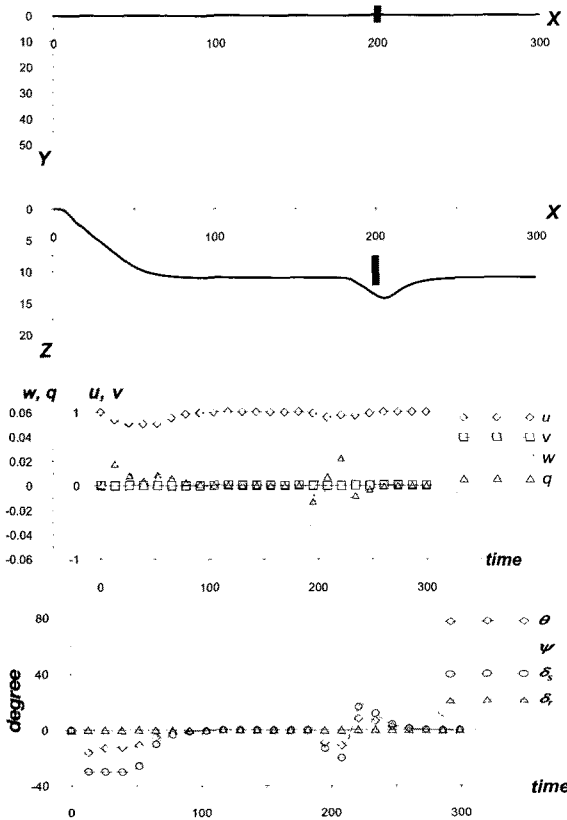 0 X
10 0 100 200 300
20
30
40
50
Y
0 X
0 100 200 300
5
10
15
20
Z
w, q u, v
0.06 1 u
0.04 v
0.02 w
0.00 0 q
-0.02
-0.04
-0.06 -1 time
0 100 200 300
80 θ
ψ
40 δs
δr
degree
0
-40 time
0 100 200 300